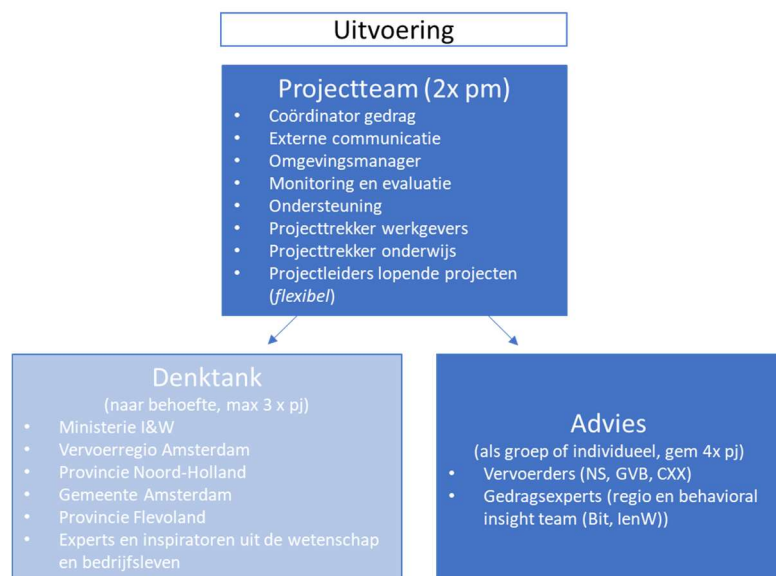 Uitvoering
Projectteam (2x pm)
• Coördinator gedrag
• Externe communicatie
• Omgevingsmanager
• Monitoring en evaluatie
• Ondersteuning
• Projecttrekker werkgevers
• Projecttrekker onderwijs
• Projectleiders lopende projecten
(flexibel)
Denktank
(naar behoefte, max 3 x pj)
• Ministerie I&W
• Vervoerregio Amsterdam
• Provincie Noord-Holland
• Gemeente Amsterdam
• Provincie Flevoland
• Experts en inspiratoren uit de wetenschap
en bedrijfsleven
Advies
(als groep of individueel, gem 4x pj)
• Vervoerders (NS, GVB, CXX)
• Gedragsexperts (regio en behavioral
insight team (Bit, IenW))